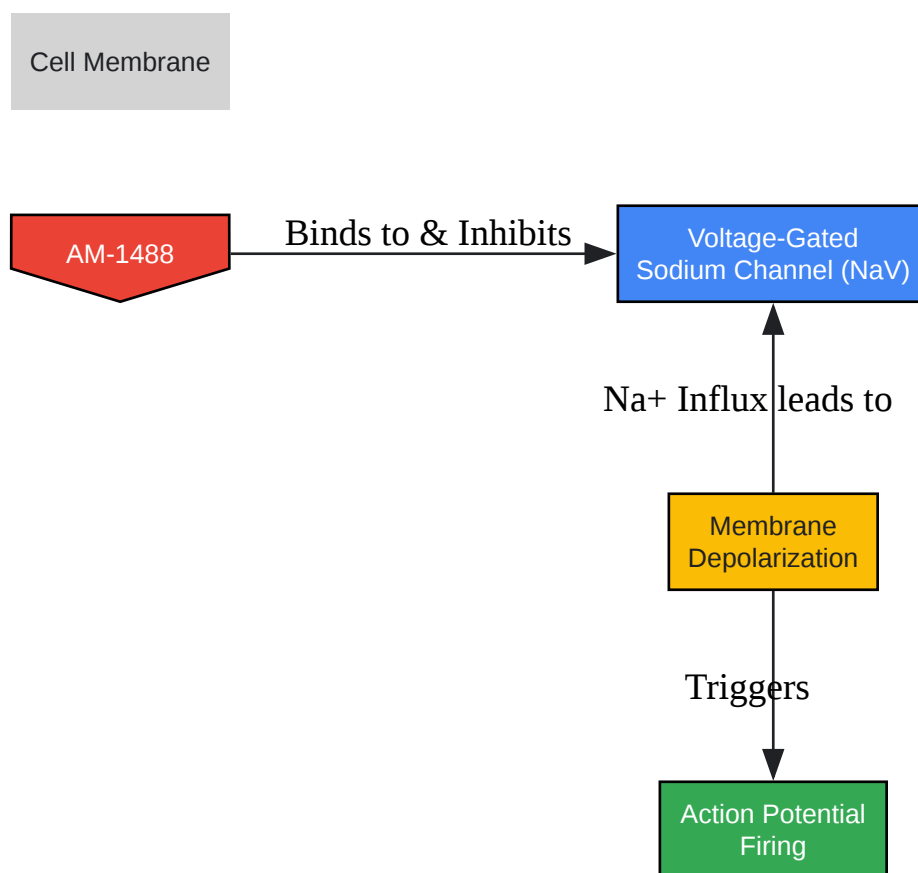 Cell Membrane
AM-1488
Binds to & Inhibits
Voltage-Gated
Sodium Channel (NaV)
Na+ Influx leads to
Membrane
Depolarization
Triggers
Action Potential
Firing